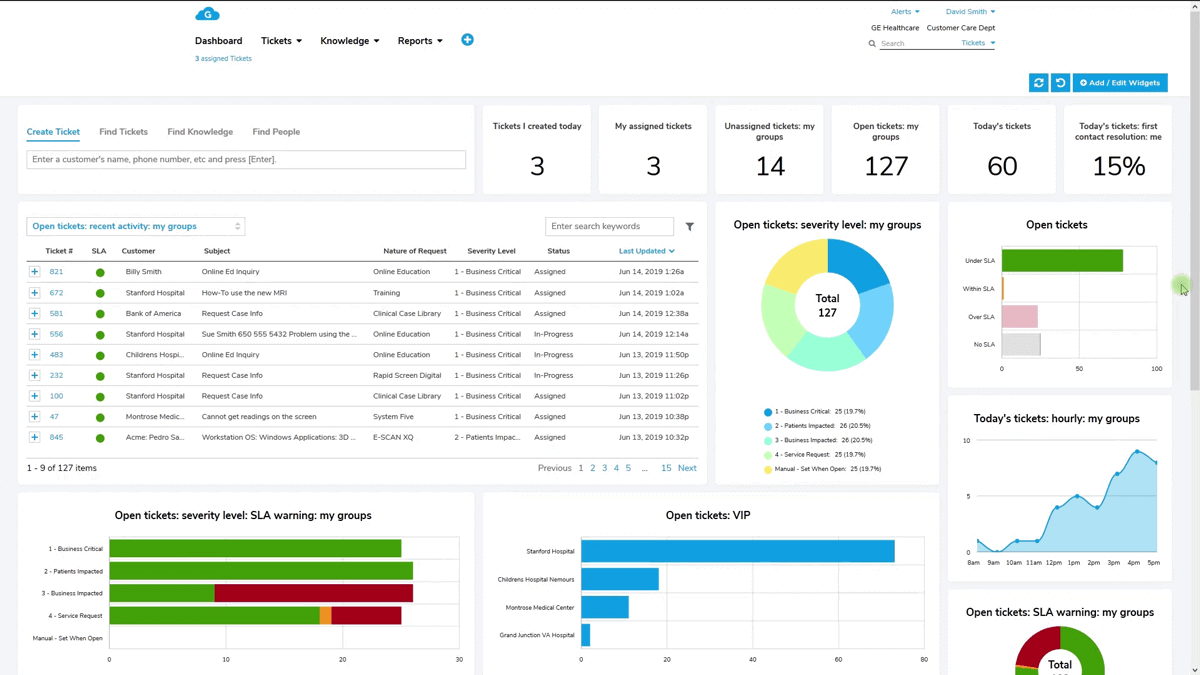 G
Alerts David Smith
Dashboard Tickets Knowledge Reports
GE Healthcare Customer Care Dept
Search Tickets
3 assigned Tickets
Add / Edit Widgets
Create Ticket Find Tickets Find Knowledge Find People
Enter a customer's name, phone number, etc and press [Enter].
Tickets I created today
3
My assigned tickets
3
Unassigned tickets: my
groups
14
Open tickets: my
groups
127
Today's tickets
60
Today's tickets: first
contact resolution: me
15%
Open tickets: recent activity: my groups
Enter search keywords
Ticket # SLA Customer Subject Nature of Request Severity Level Status Last Updated
821 Billy Smith Online Ed Inquiry Online Education 1 - Business Critical Assigned Jun 14, 2019 1:26a
672 Stanford Hospital How-To use the new MRI Training 1 - Business Critical Assigned Jun 14, 2019 1:02a
581 Bank of America Request Case Info Clinical Case Library 1 - Business Critical Assigned Jun 14, 2019 12:38a
556 Stanford Hospital Sue Smith 650 555 5432 Problem using the ... Online Education 1 - Business Critical In-Progress Jun 14, 2019 12:14a
483 Childrens Hospi... Online Ed Inquiry Online Education 1 - Business Critical In-Progress Jun 13, 2019 11:50p
232 Stanford Hospital Request Case Info Rapid Screen Digital 1 - Business Critical In-Progress Jun 13, 2019 11:26p
100 Stanford Hospital Request Case Info Clinical Case Library 1 - Business Critical Assigned Jun 13, 2019 11:02p
47 Montrose Medic... Cannot get readings on the screen System Five 1 - Business Critical Assigned Jun 13, 2019 10:38p
845 Acme: Pedro Sa... Workstation OS: Windows Applications: 3D ... E-SCAN XQ 2 - Patients Impac... Assigned Jun 13, 2019 10:32p
1 - 9 of 127 items
Previous 1 2 3 4 5 ... 15 Next
Open tickets: severity level: my groups
Total
127
1 - Business Critical: 25 (19.7%)
2 - Patients Impacted: 26 (20.5%)
3 - Business Impacted: 26 (20.5%)
4 - Service Request: 25 (19.7%)
Manual - Set When Open: 25 (19.7%)
Open tickets
Under SLA
Within SLA
Over SLA
No SLA
0 50 100
Today's tickets: hourly: my groups
10
5
0
8am 9am 10am 11am 12pm 1pm 2pm 3pm 4pm 5pm
Open tickets: severity level: SLA warning: my groups
1 - Business Critical
2 - Patients Impacted
3 - Business Impacted
4 - Service Request
Manual - Set When Open
0 10 20 30
Open tickets: VIP
Stanford Hospital
Childrens Hospital Nemours
Montrose Medical Center
Grand Junction VA Hospital
0 20 40 60 80
Open tickets: SLA warning: my groups
Total